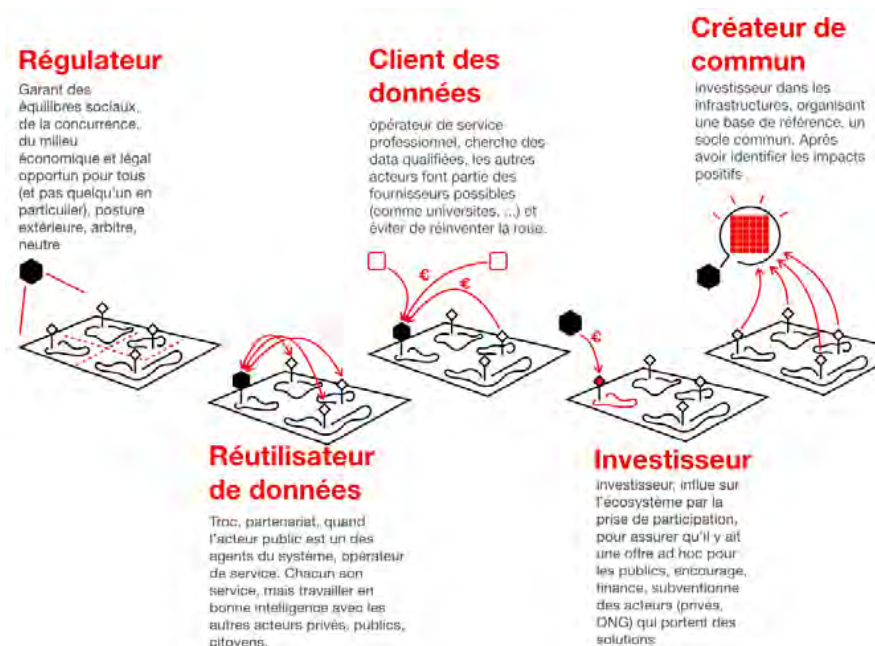 Régulateur
Garant des
équilibres sociaux,
de la concurrence,
du milieu
économique et légal
opportun pour tous
(et pas quelqu'un en
particulier), posture
extérieure, arbitre,
neutre
Réutilisateur
de données
Troc, partenariat, quand
l'acteur public est un des
agents du système, opérateur
de service. Chacun son
service, mais travailler en
bonne intelligence avec les
autres acteurs privés, publics,
citoyens.
Client des
données
opérateur de service
professionnel, cherche des
data qualifiées, les autres
acteurs font partie des
fournisseurs possibles
(comme universites, ...) et
éviter de réinventer la roue.
€
€
Investisseur
investisseur, influe sur
l'écosystème par la
prise de participation,
pour assurer qu'il y ait
une offre ad hoc pour
les publics, encourage,
finance, subventionne
des acteurs (privés,
ONG) qui portent des
solutions
€
Créateur de
commun
investisseur dans les
infrastructures, organisant
une base de référence, un
socle commun. Après
avoir identifier les impacts
positifs